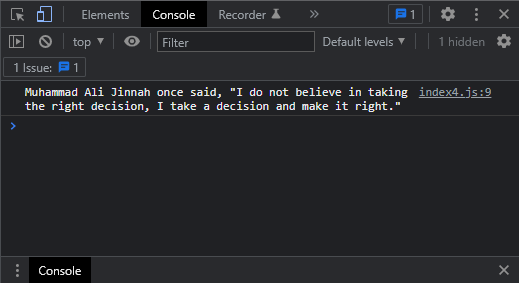 Elements Console Recorder » 1
top Filter Default levels 1 hidden
1 Issue: 1
Muhammad Ali Jinnah once said, "I do not believe in taking index4.js:9
the right decision, I take a decision and make it right."
>
Console